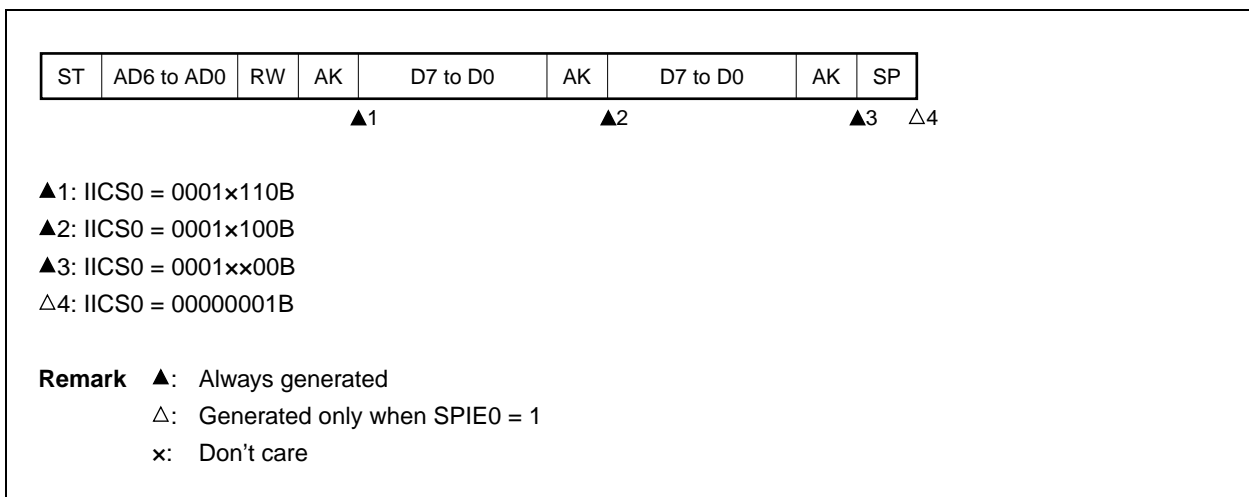 ST AD6 to AD0 RW AK D7 to D0 AK D7 to D0 AK SP
▲1 ▲2 ▲3 △4
▲1: IICS0 = 0001×110B
▲2: IICS0 = 0001×100B
▲3: IICS0 = 0001××00B
△4: IICS0 = 00000001B
Remark ▲: Always generated
△: Generated only when SPIE0 = 1
×: Don't care